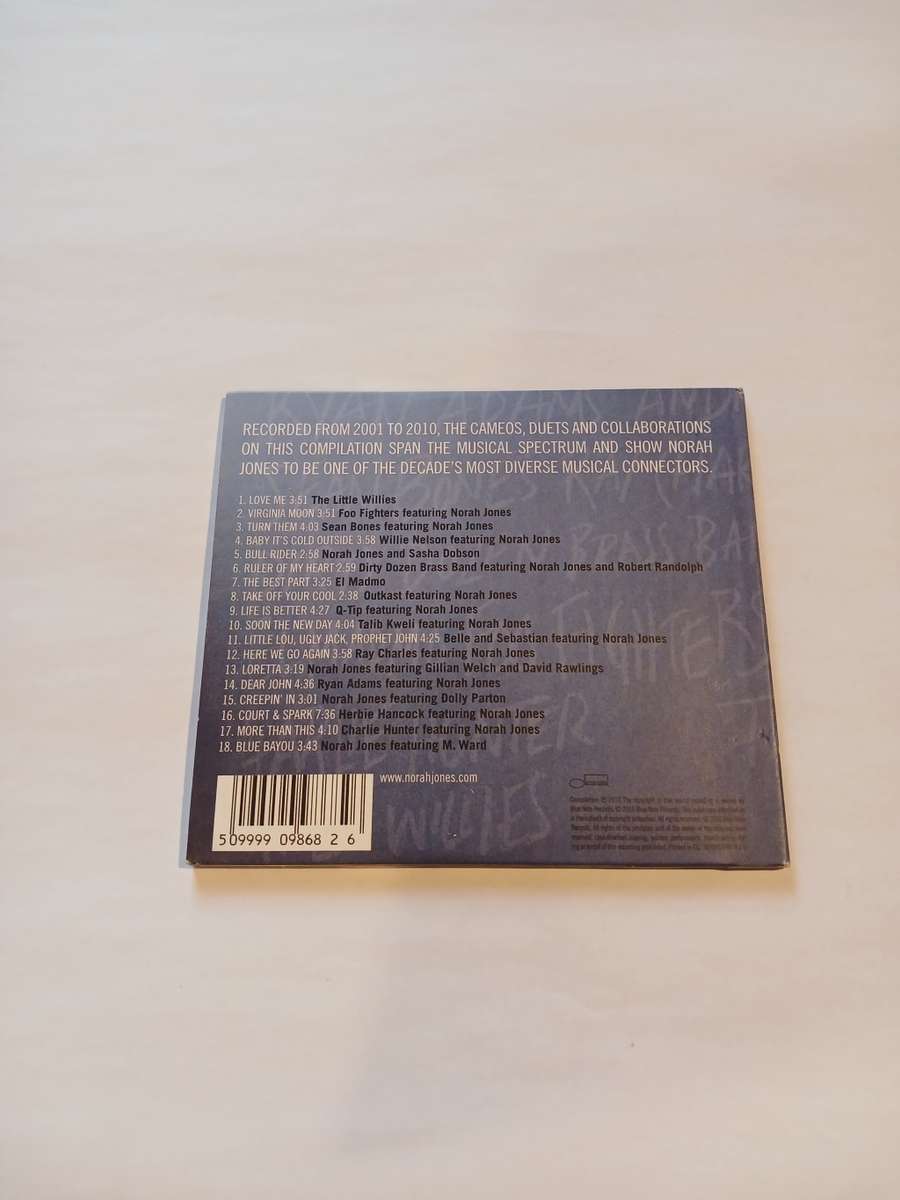 RYAN ADAMS AND
RECORDED FROM 2001 TO 2010, THE CAMEOS, DUETS AND COLLABORATIONS
ON THIS COMPILATION SPAN THE MUSICAL SPECTRUM AND SHOW NORAH
JONES TO BE ONE OF THE DECADE'S MOST DIVERSE MUSICAL CONNECTORS.
BONES
1. LOVE ME 3:51 The Little Willies
2. VIRGINIA MOON 3:51 Foo Fighters featuring Norah Jones
3. TURN THEM 4:03 Sean Bones featuring Norah Jones
4. BABY IT'S COLD OUTSIDE 3:58 Willie Nelson featuring Norah Jones
5. BULL RIDER 2:58 Norah Jones and Sasha Dobson
BRASS BA
6. RULER OF MY HEART 2:59 Dirty Dozen Brass Band featuring Norah Jones and Robert Randolph
7. THE BEST PART 3:25 El Madmo
8. TAKE OFF YOUR COOL 2:38 Outkast featuring Norah Jones
9. LIFE IS BETTER 4:27 Q-Tip featuring Norah Jones
10. SOON THE NEW DAY 4:04 Talib Kweli featuring Norah Jones
FIGHTERS
11. LITTLE LOU, UGLY JACK, PROPHET JOHN 4:25 Belle and Sebastian featuring Norah Jones
12. HERE WE GO AGAIN 3:58 Ray Charles featuring Norah Jones
13. LORETTA 3:19 Norah Jones featuring Gillian Welch and David Rawlings
14. DEAR JOHN 4:36 Ryan Adams featuring Norah Jones
15. CREEPIN' IN 3:01 Norah Jones featuring Dolly Parton
16. COURT & SPARK 7:36 Herbie Hancock featuring Norah Jones
17. MORE THAN THIS 4:10 Charlie Hunter featuring Norah Jones
HUNTER
18. BLUE BAYOU 3:43 Norah Jones featuring M. Ward
www.norahjones.com
WILLIES
5 09999 09868 2 6